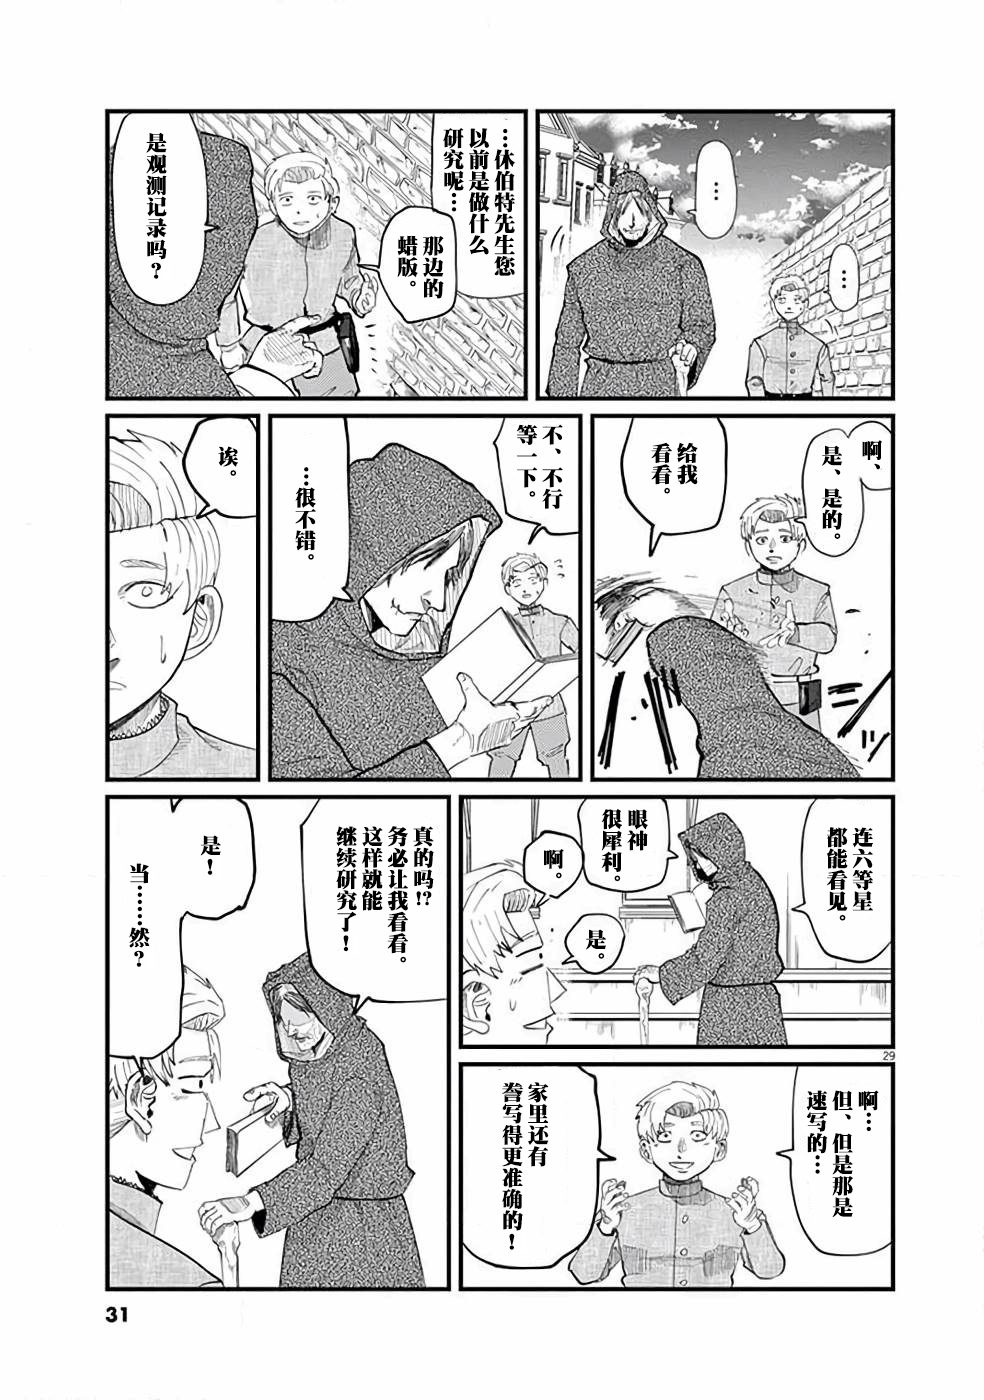 …
…
…休伯特先生您
以前是做什么
研究呢…
那边的
蜡版。
是观测记录吗？
啊、
是、是的。
给我
看看。
不、不行
等一下。
…很不错。
诶。
连六等星
都能看见。
眼神
很犀利。
啊。
是。
29
啊…
但、但是那是
速写的…
家里还有
誊写得更准确的！
真的吗!?
务必让我看看。
这样就能
继续研究了！
是！
当……然？
31